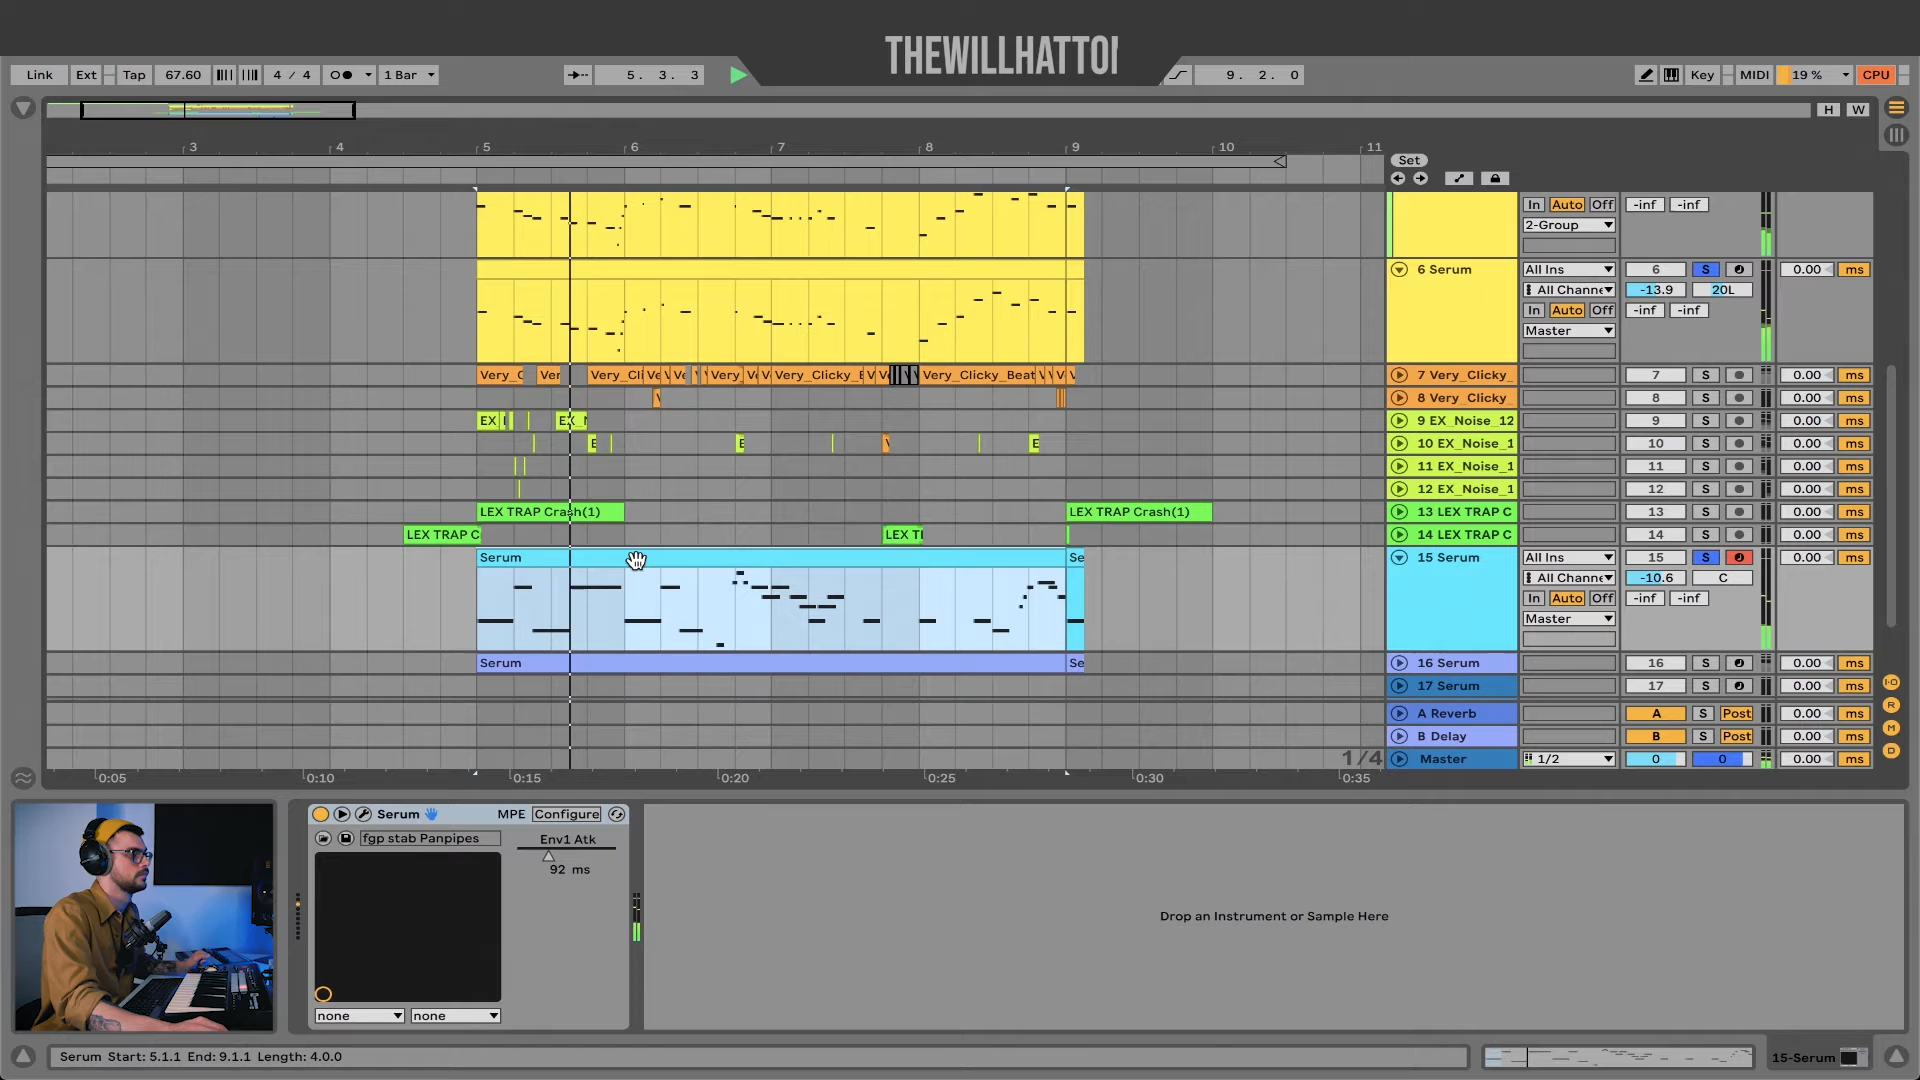 THEWILLHATTO
Link Ext Tap 67.60 4 / 4 1 Bar 5. 3. 3 9. 2. 0 Key MIDI 19 % CPU
H W
3 4 5 6 7 8 9 10 11
Set
In Auto Off -inf -inf
2-Group
6 Serum All Ins 6 S 0.00 ms
All Channe -13.9 20L
In Auto Off -inf -inf
Master
Very_C Ver Very_Cli Ve V Ve V Very_ V V Very_Clicky_E V V Very_Clicky_Beat V V V V 7 Very_Clicky_ 7 S 0.00 ms
V 8 Very_Clicky_ 8 S 0.00 ms
EX 9 EX_Noise_12 9 S 0.00 ms
E E V E 10 EX_Noise_1 10 S 0.00 ms
11 EX_Noise_1 11 S 0.00 ms
12 EX_Noise_1 12 S 0.00 ms
LEX TRAP Crash(1) LEX TRAP Crash(1) 13 LEX TRAP C 13 S 0.00 ms
LEX TRAP C LEX TI 14 LEX TRAP C 14 S 0.00 ms
Serum Se 15 Serum All Ins 15 S 0.00 ms
All Channe -10.6 C
In Auto Off -inf -inf
Master
Serum Se 16 Serum 16 S 0.00 ms
17 Serum 17 S 0.00 ms
A Reverb A S Post 0.00 ms
B Delay B S Post 0.00 ms
1/4 Master 1/2 0 0 0.00 ms
0:05 0:10 0:15 0:20 0:25 0:30 0:35
I·O
R
M
D
Serum MPE Configure
fgp stab Panpipes Env1 Atk
92 ms
none none
Drop an Instrument or Sample Here
Serum Start: 5.1.1 End: 9.1.1 Length: 4.0.0 15-Serum